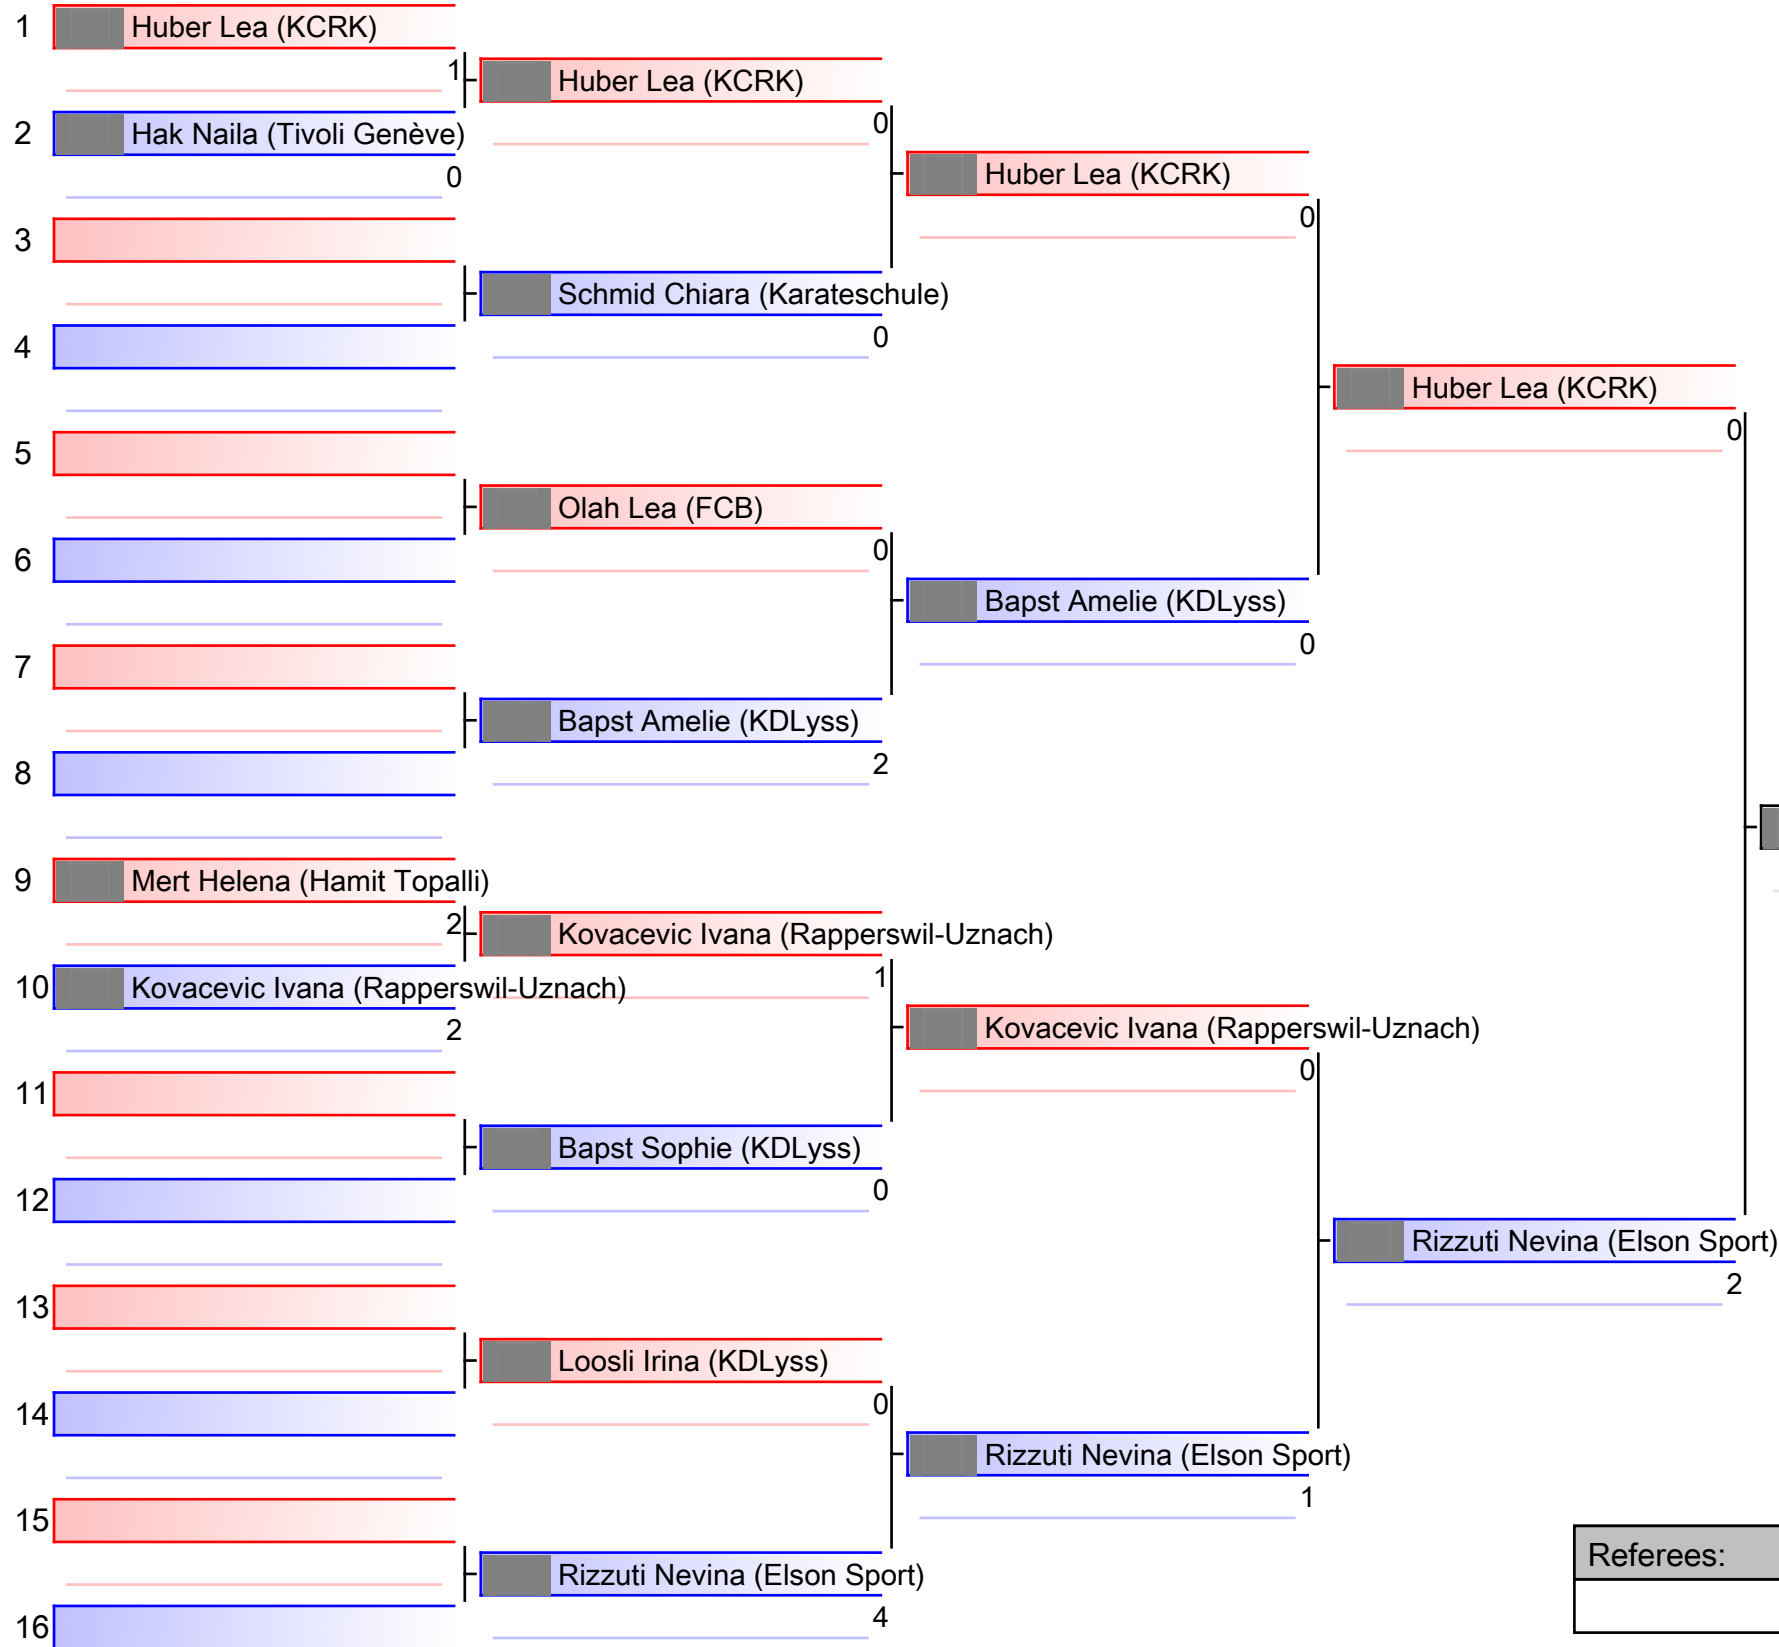 1 Huber Lea (KCRK)
1 Huber Lea (KCRK)
2 Hak Naila (Tivoli Genève)
0
0
Huber Lea (KCRK)
0
3
Schmid Chiara (Karateschule)
0
4
Huber Lea (KCRK)
0
5
Olah Lea (FCB)
0
6
Bapst Amelie (KDLyss)
0
7
Bapst Amelie (KDLyss)
2
8
9 Mert Helena (Hamit Topalli)
2 Kovacevic Ivana (Rapperswil-Uznach)
1
10 Kovacevic Ivana (Rapperswil-Uznach)
2
Kovacevic Ivana (Rapperswil-Uznach)
0
11
Bapst Sophie (KDLyss)
0
12
Rizzuti Nevina (Elson Sport)
2
13
Loosli Irina (KDLyss)
0
14
Rizzuti Nevina (Elson Sport)
1
15
Rizzuti Nevina (Elson Sport)
4
16
Referees: